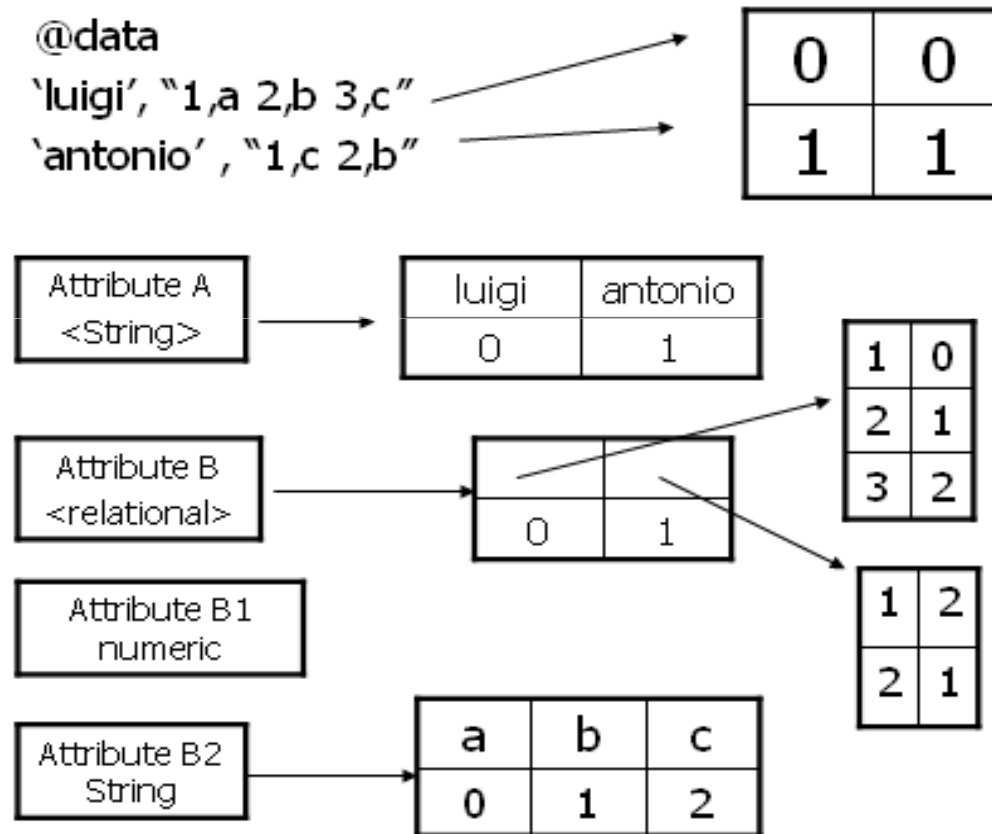 @data
‘luigi’, “1,a 2,b 3,c”
‘antonio’ , “1,c 2,b”
0 0
1 1
Attribute A
<String>
luigi antonio
0 1
1 0
2 1
3 2
Attribute B
<relational>
0 1
Attribute B1
numeric
1 2
2 1
Attribute B2
String
a b c
0 1 2